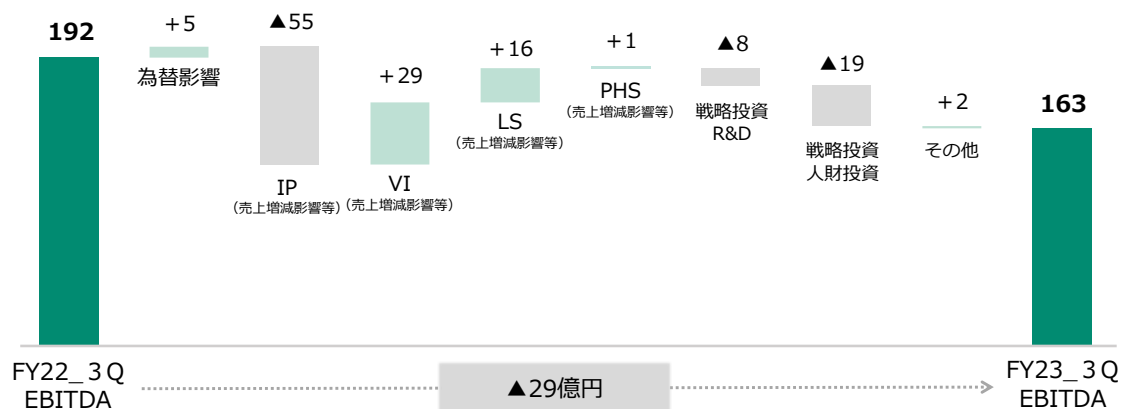 192
+5
為替影響
▲55
IP
（売上増減影響等）
+29
VI
（売上増減影響等）
+16
LS
（売上増減影響等）
+1
PHS
（売上増減影響等）
▲8
戦略投資
R&D
▲19
戦略投資
人財投資
+2
その他
163
FY22_３Q
EBITDA
▲29億円
FY23_３Q
EBITDA